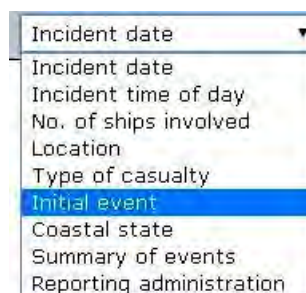 Incident date
Incident date
Incident time of day
No. of ships involved
Location
Type of casualty
Initial event
Coastal state
Summary of events
Reporting administration